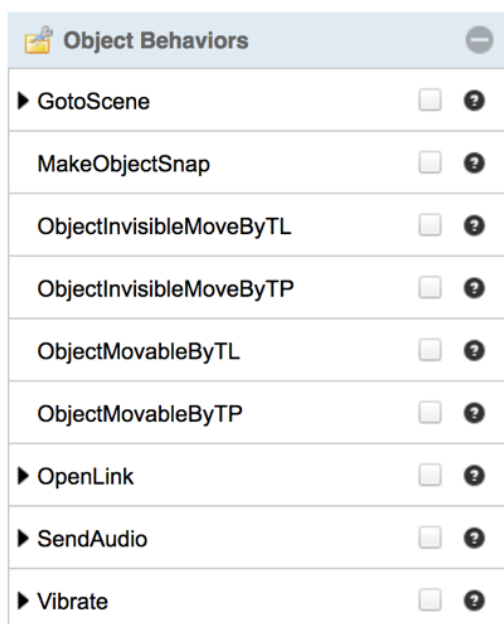 Object Behaviors
GotoScene
MakeObjectSnap
ObjectInvisibleMoveByTL
ObjectInvisibleMoveByTP
ObjectMovableByTL
ObjectMovableByTP
OpenLink
SendAudio
Vibrate